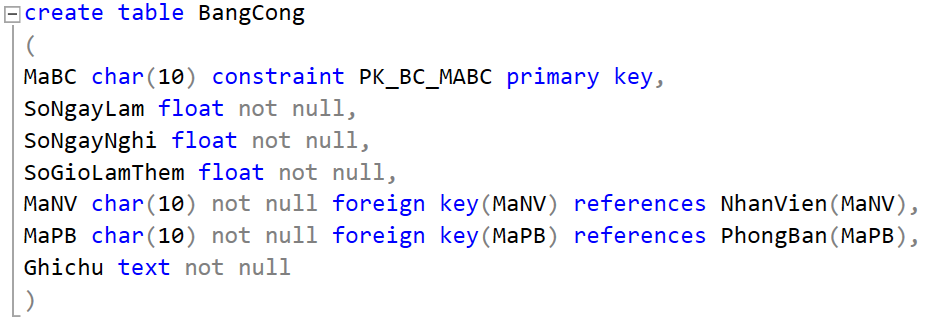 create table BangCong
(
MaBC char(10) constraint PK_BC_MABC primary key,
SoNgayLam float not null,
SoNgayNghi float not null,
SoGioLamThem float not null,
MaNV char(10) not null foreign key(MaNV) references NhanVien(MaNV),
MaPB char(10) not null foreign key(MaPB) references PhongBan(MaPB),
Ghichu text not null
)